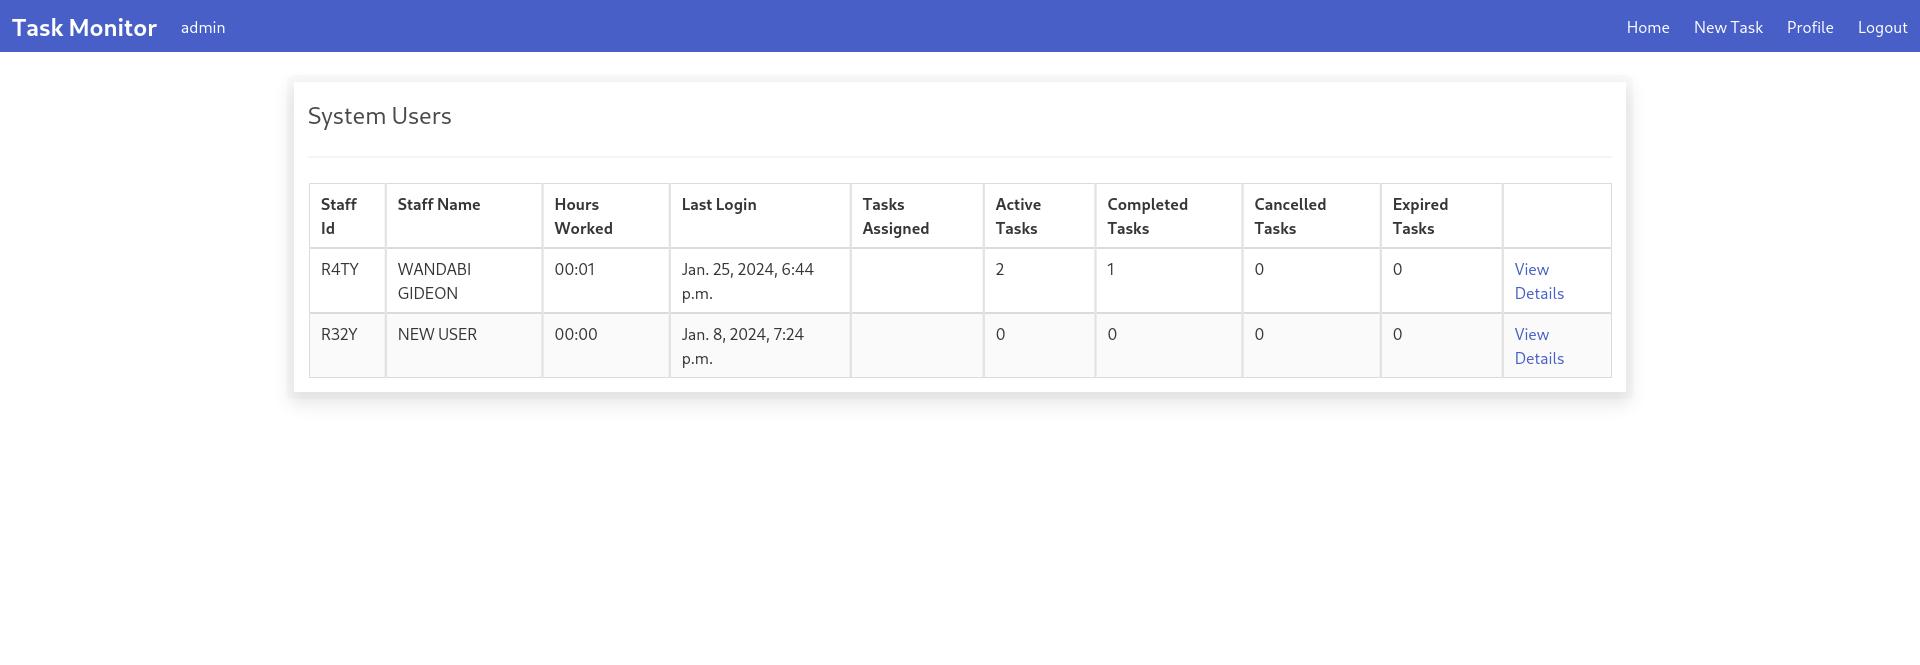 Task Monitor admin Home New Task Profile Logout
System Users
Staff Id Staff Name Hours Worked Last Login Tasks Assigned Active Tasks Completed Tasks Cancelled Tasks Expired Tasks
R4TY WANDABI GIDEON 00:01 Jan. 25, 2024, 6:44 p.m. 2 1 0 0 View Details
R32Y NEW USER 00:00 Jan. 8, 2024, 7:24 p.m. 0 0 0 0 View Details